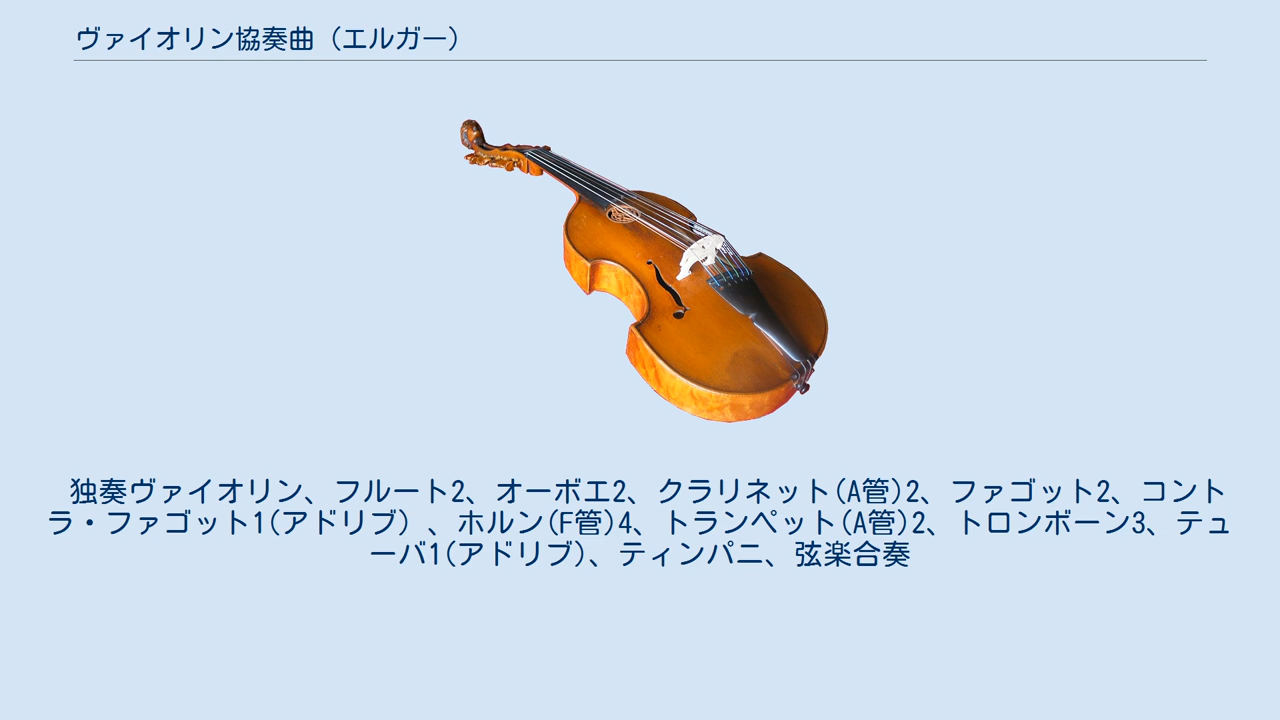 ヴァイオリン協奏曲（エルガー）
独奏ヴァイオリン、フルート2、オーボエ2、クラリネット(A管)2、ファゴット2、コント
ラ・ファゴット1(アドリブ) 、ホルン(F管)4、トランペット(A管)2、トロンボーン3、テュ
ーバ1(アドリブ)、ティンパニ、弦楽合奏